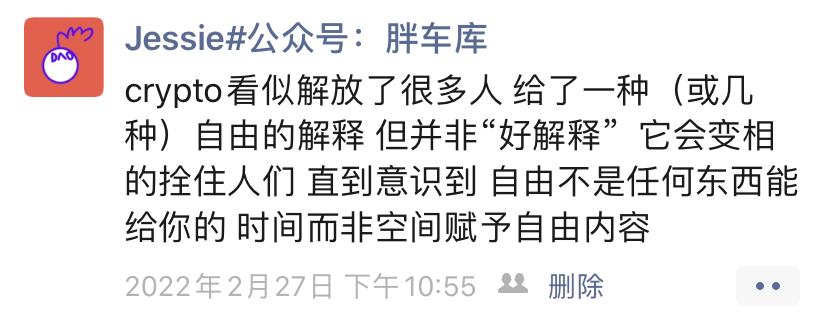 DAO
Jessie#公众号：胖车库
crypto看似解放了很多人 给了一种（或几
种）自由的解释 但并非“好解释” 它会变相
的拴住人们 直到意识到 自由不是任何东西能
给你的 时间而非空间赋予自由内容
2022年2月27日 下午10:55 删除